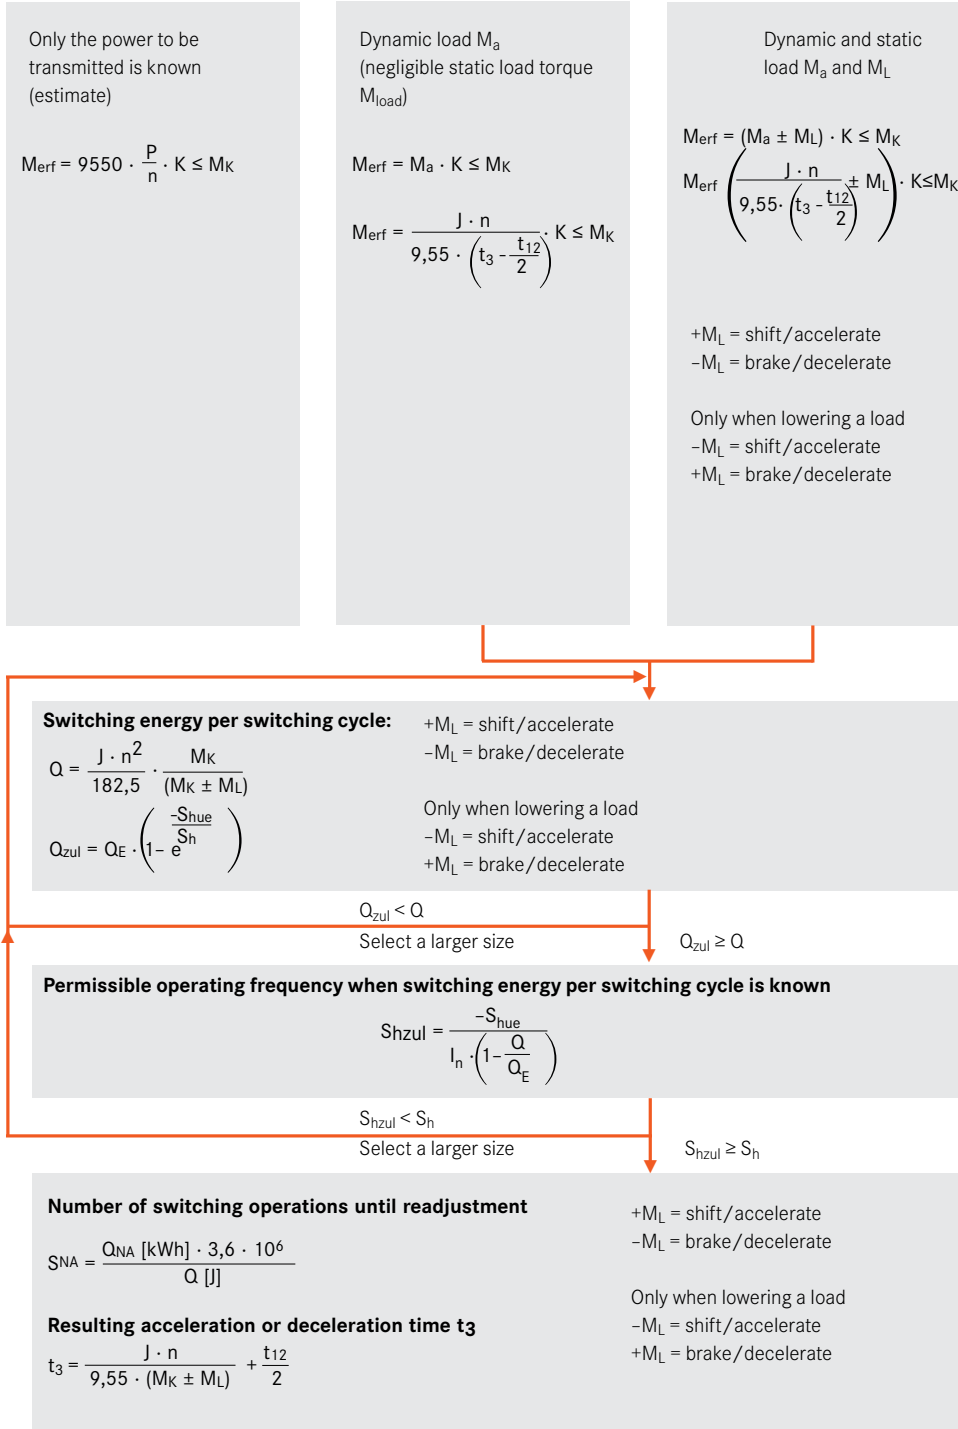 Only the power to be
transmitted is known
(estimate)
Merf = 9550 · P/n · K ≤ MK
Dynamic load Ma
(negligible static load torque
Mload)
Merf = Ma · K ≤ MK
Merf = J · n / 9,55 · (t3 - t12/2) · K ≤ MK
Dynamic and static
load Ma and ML
Merf = (Ma ± ML) · K ≤ MK
Merf (J · n / 9,55· (t3 - t12/2) ± ML) · K≤MK
+ML = shift/accelerate
–ML = brake/decelerate
Only when lowering a load
–ML = shift/accelerate
+ML = brake/decelerate
Switching energy per switching cycle:
Q = J · n² / 182,5 · MK / (MK ± ML)
Qzul = QE · (1– e -Shue/Sh)
+ML = shift/accelerate
–ML = brake/decelerate
Only when lowering a load
–ML = shift/accelerate
+ML = brake/decelerate
Qzul < Q
Select a larger size
Qzul ≥ Q
Permissible operating frequency when switching energy per switching cycle is known
Shzul = –Shue / ln · (1– Q/QE)
Shzul < Sh
Select a larger size
Shzul ≥ Sh
Number of switching operations until readjustment
SNA = QNA [kWh] · 3,6 · 10⁶ / Q [J]
Resulting acceleration or deceleration time t3
t3 = J · n / 9,55 · (MK ± ML) + t12/2
+ML = shift/accelerate
–ML = brake/decelerate
Only when lowering a load
–ML = shift/accelerate
+ML = brake/decelerate